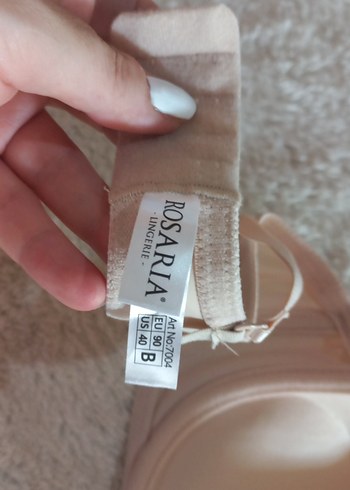 ROSARIA®
- LINGERIE -
Art No:7004
EU 90 B
US 40